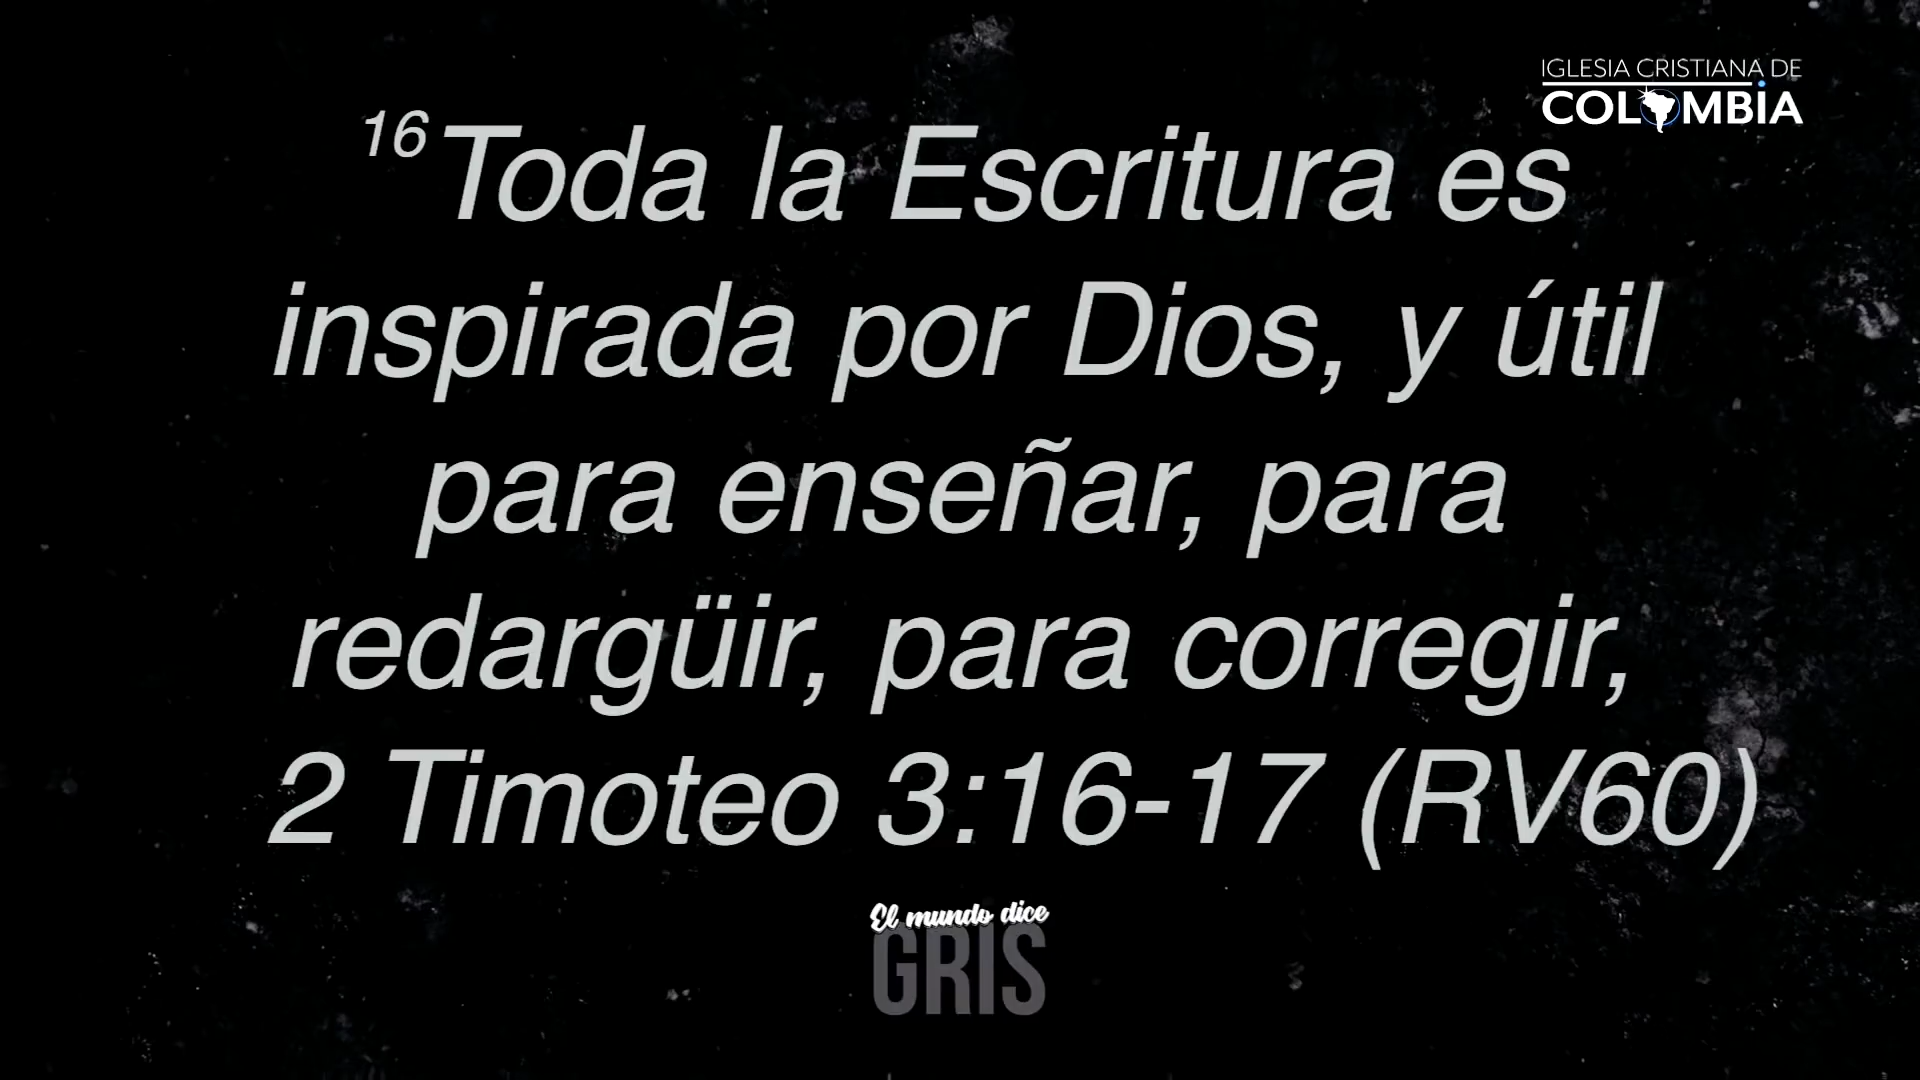 IGLESIA CRISTIANA DE
COLOMBIA
16 Toda la Escritura es
inspirada por Dios, y útil
para enseñar, para
redargüir, para corregir,
2 Timoteo 3:16-17 (RV60)
El mundo dice
GRIS